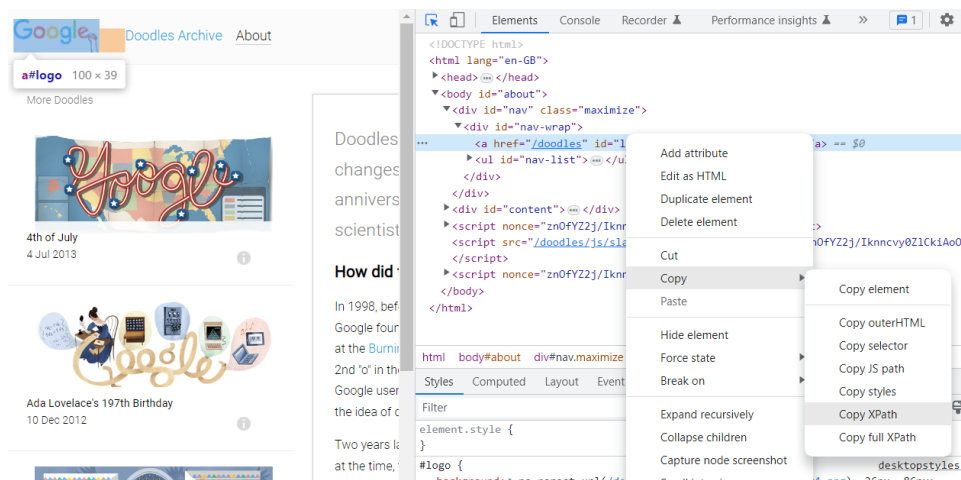 Google
Doodles Archive
About
a#logo 100 × 39
More Doodles
4th of July
4 Jul 2013
Ada Lovelace's 197th Birthday
10 Dec 2012
Doodles
changes
annivers
scientist
How did
In 1998, bef
Google four
at the Burni
2nd "o" in the
Google user
the idea of
Two years la
at the time,
Elements
Console
Recorder
Performance insights
1
<!DOCTYPE html>
<html lang="en-GB">
<head> … </head>
<body id="about">
<div id="nav" class="maximize">
<div id="nav-wrap">
<a href="/doodles" id="l a> == $0
<ul id="nav-list"> … </u
</div>
</div>
<div id="content"> … </div>
<script nonce="znOfYZ2j/Iknn >
<script src="/doodles/js/sla nOfYZ2j/Iknncvy0ZlCkiAoO
</script>
<script nonce="znOfYZ2j/Iknn
</body>
</html>
html body#about div#nav.maximize
Styles
Computed
Layout
Event
Filter
element.style {
}
#logo {
desktopstyles
Add attribute
Edit as HTML
Duplicate element
Delete element
Cut
Copy
Paste
Hide element
Force state
Break on
Expand recursively
Collapse children
Capture node screenshot
Copy element
Copy outerHTML
Copy selector
Copy JS path
Copy styles
Copy XPath
Copy full XPath